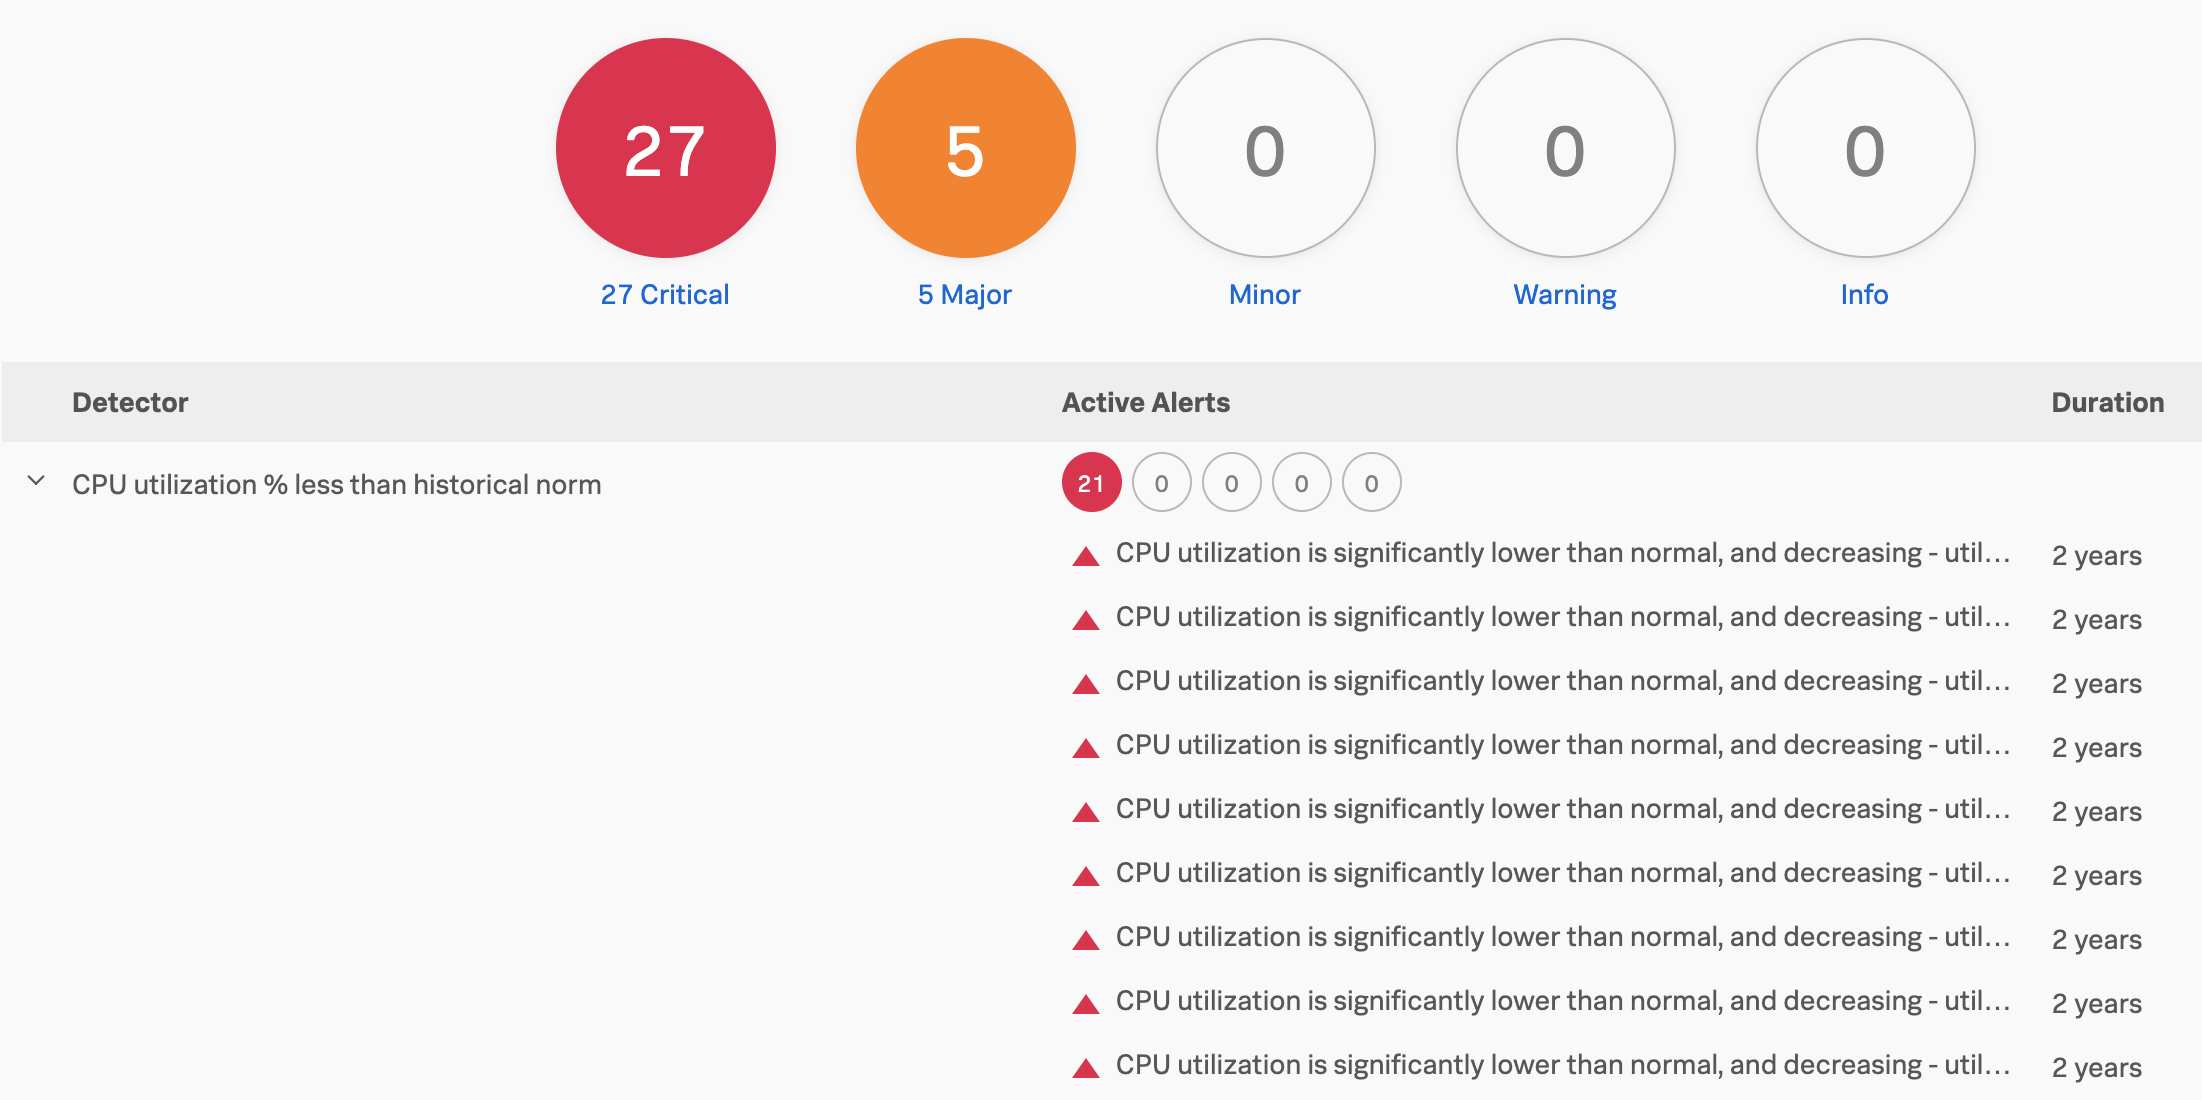 27 5 0 0 0
27 Critical 5 Major Minor Warning Info
Detector Active Alerts Duration
CPU utilization % less than historical norm 21 0 0 0 0
CPU utilization is significantly lower than normal, and decreasing - util... 2 years
CPU utilization is significantly lower than normal, and decreasing - util... 2 years
CPU utilization is significantly lower than normal, and decreasing - util... 2 years
CPU utilization is significantly lower than normal, and decreasing - util... 2 years
CPU utilization is significantly lower than normal, and decreasing - util... 2 years
CPU utilization is significantly lower than normal, and decreasing - util... 2 years
CPU utilization is significantly lower than normal, and decreasing - util... 2 years
CPU utilization is significantly lower than normal, and decreasing - util... 2 years
CPU utilization is significantly lower than normal, and decreasing - util... 2 years